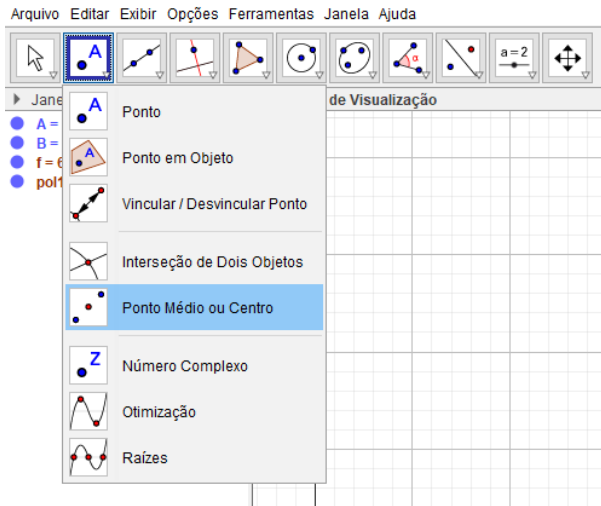 Arquivo Editar Exibir Opções Ferramentas Janela Ajuda
A α a = 2
Jane de Visualização
A =
B =
f = 6
pol1
A Ponto
A Ponto em Objeto
Vincular / Desvincular Ponto
Interseção de Dois Objetos
Ponto Médio ou Centro
Z Número Complexo
Otimização
Raízes